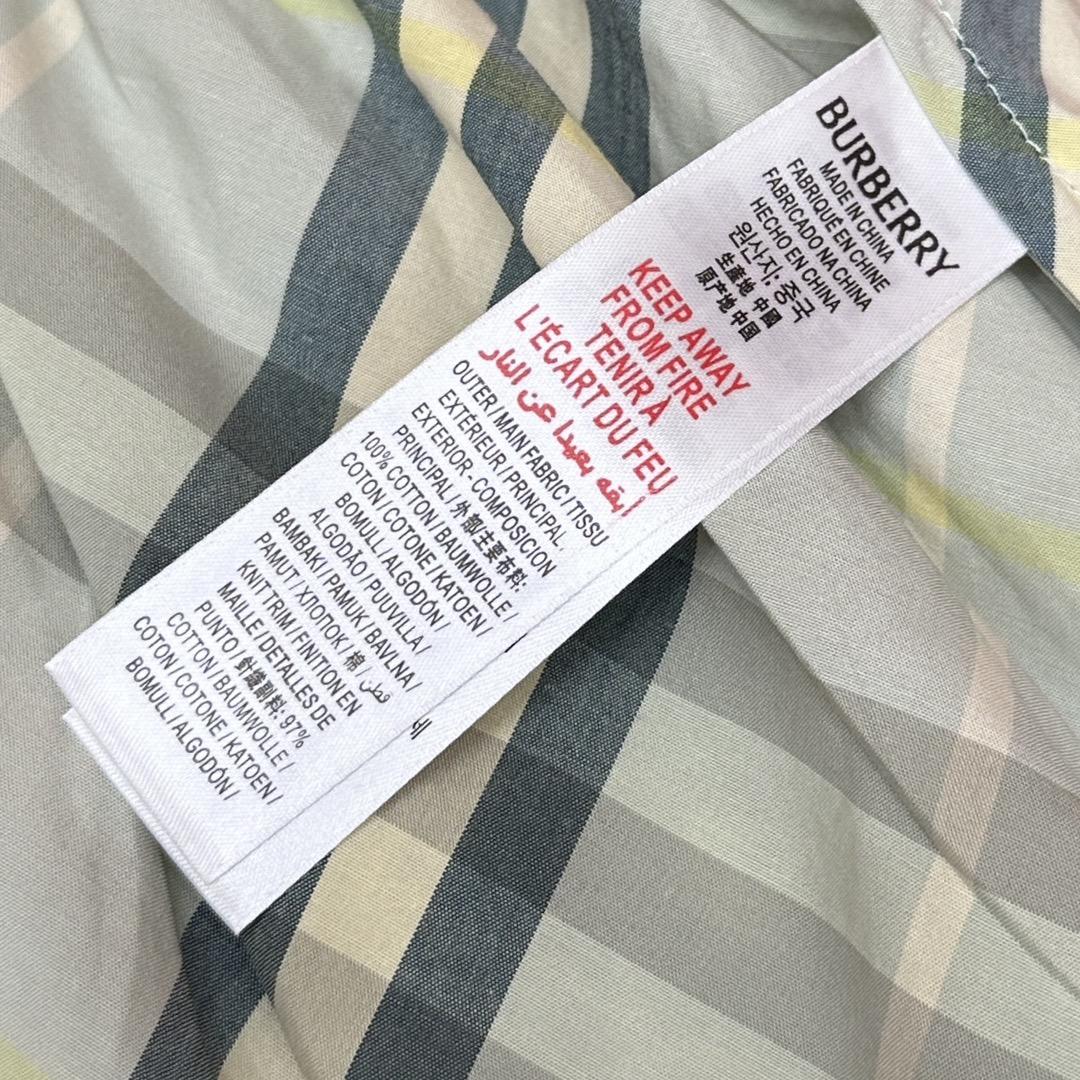 BURBERRY
MADE IN CHINA
FABRIQUÉ EN CHINE
FABRICADO NA CHINA
HECHO EN CHINA
원산지: 중국
生産地 中國
原产地 中国
KEEP AWAY
FROM FIRE
TENIR À
L'ÉCART DU FEU
أبقه بعيدا عن النار
OUTER / MAIN FABRIC / TISSU
EXTÉRIEUR / PRINCIPAL.
EXTERIOR - COMPOSICION
PRINCIPAL / 外部主要布料:
100% COTTON / BAUMWOLLE /
COTON / COTONE / KATOEN /
BOMULL / ALGODÓN /
ALGODÃO / PUUVILLA /
BAMBAKI / PAMUK / BAVLNA /
PAMUT / ХЛОПОК / 棉 / قطن
KNIT TRIM / FINITION EN
MAILLE / DETALLES DE
PUNTO / 針織副料: 97%
COTTON / BAUMWOLLE /
COTON / COTONE / KATOEN /
BOMULL / ALGODÓN /